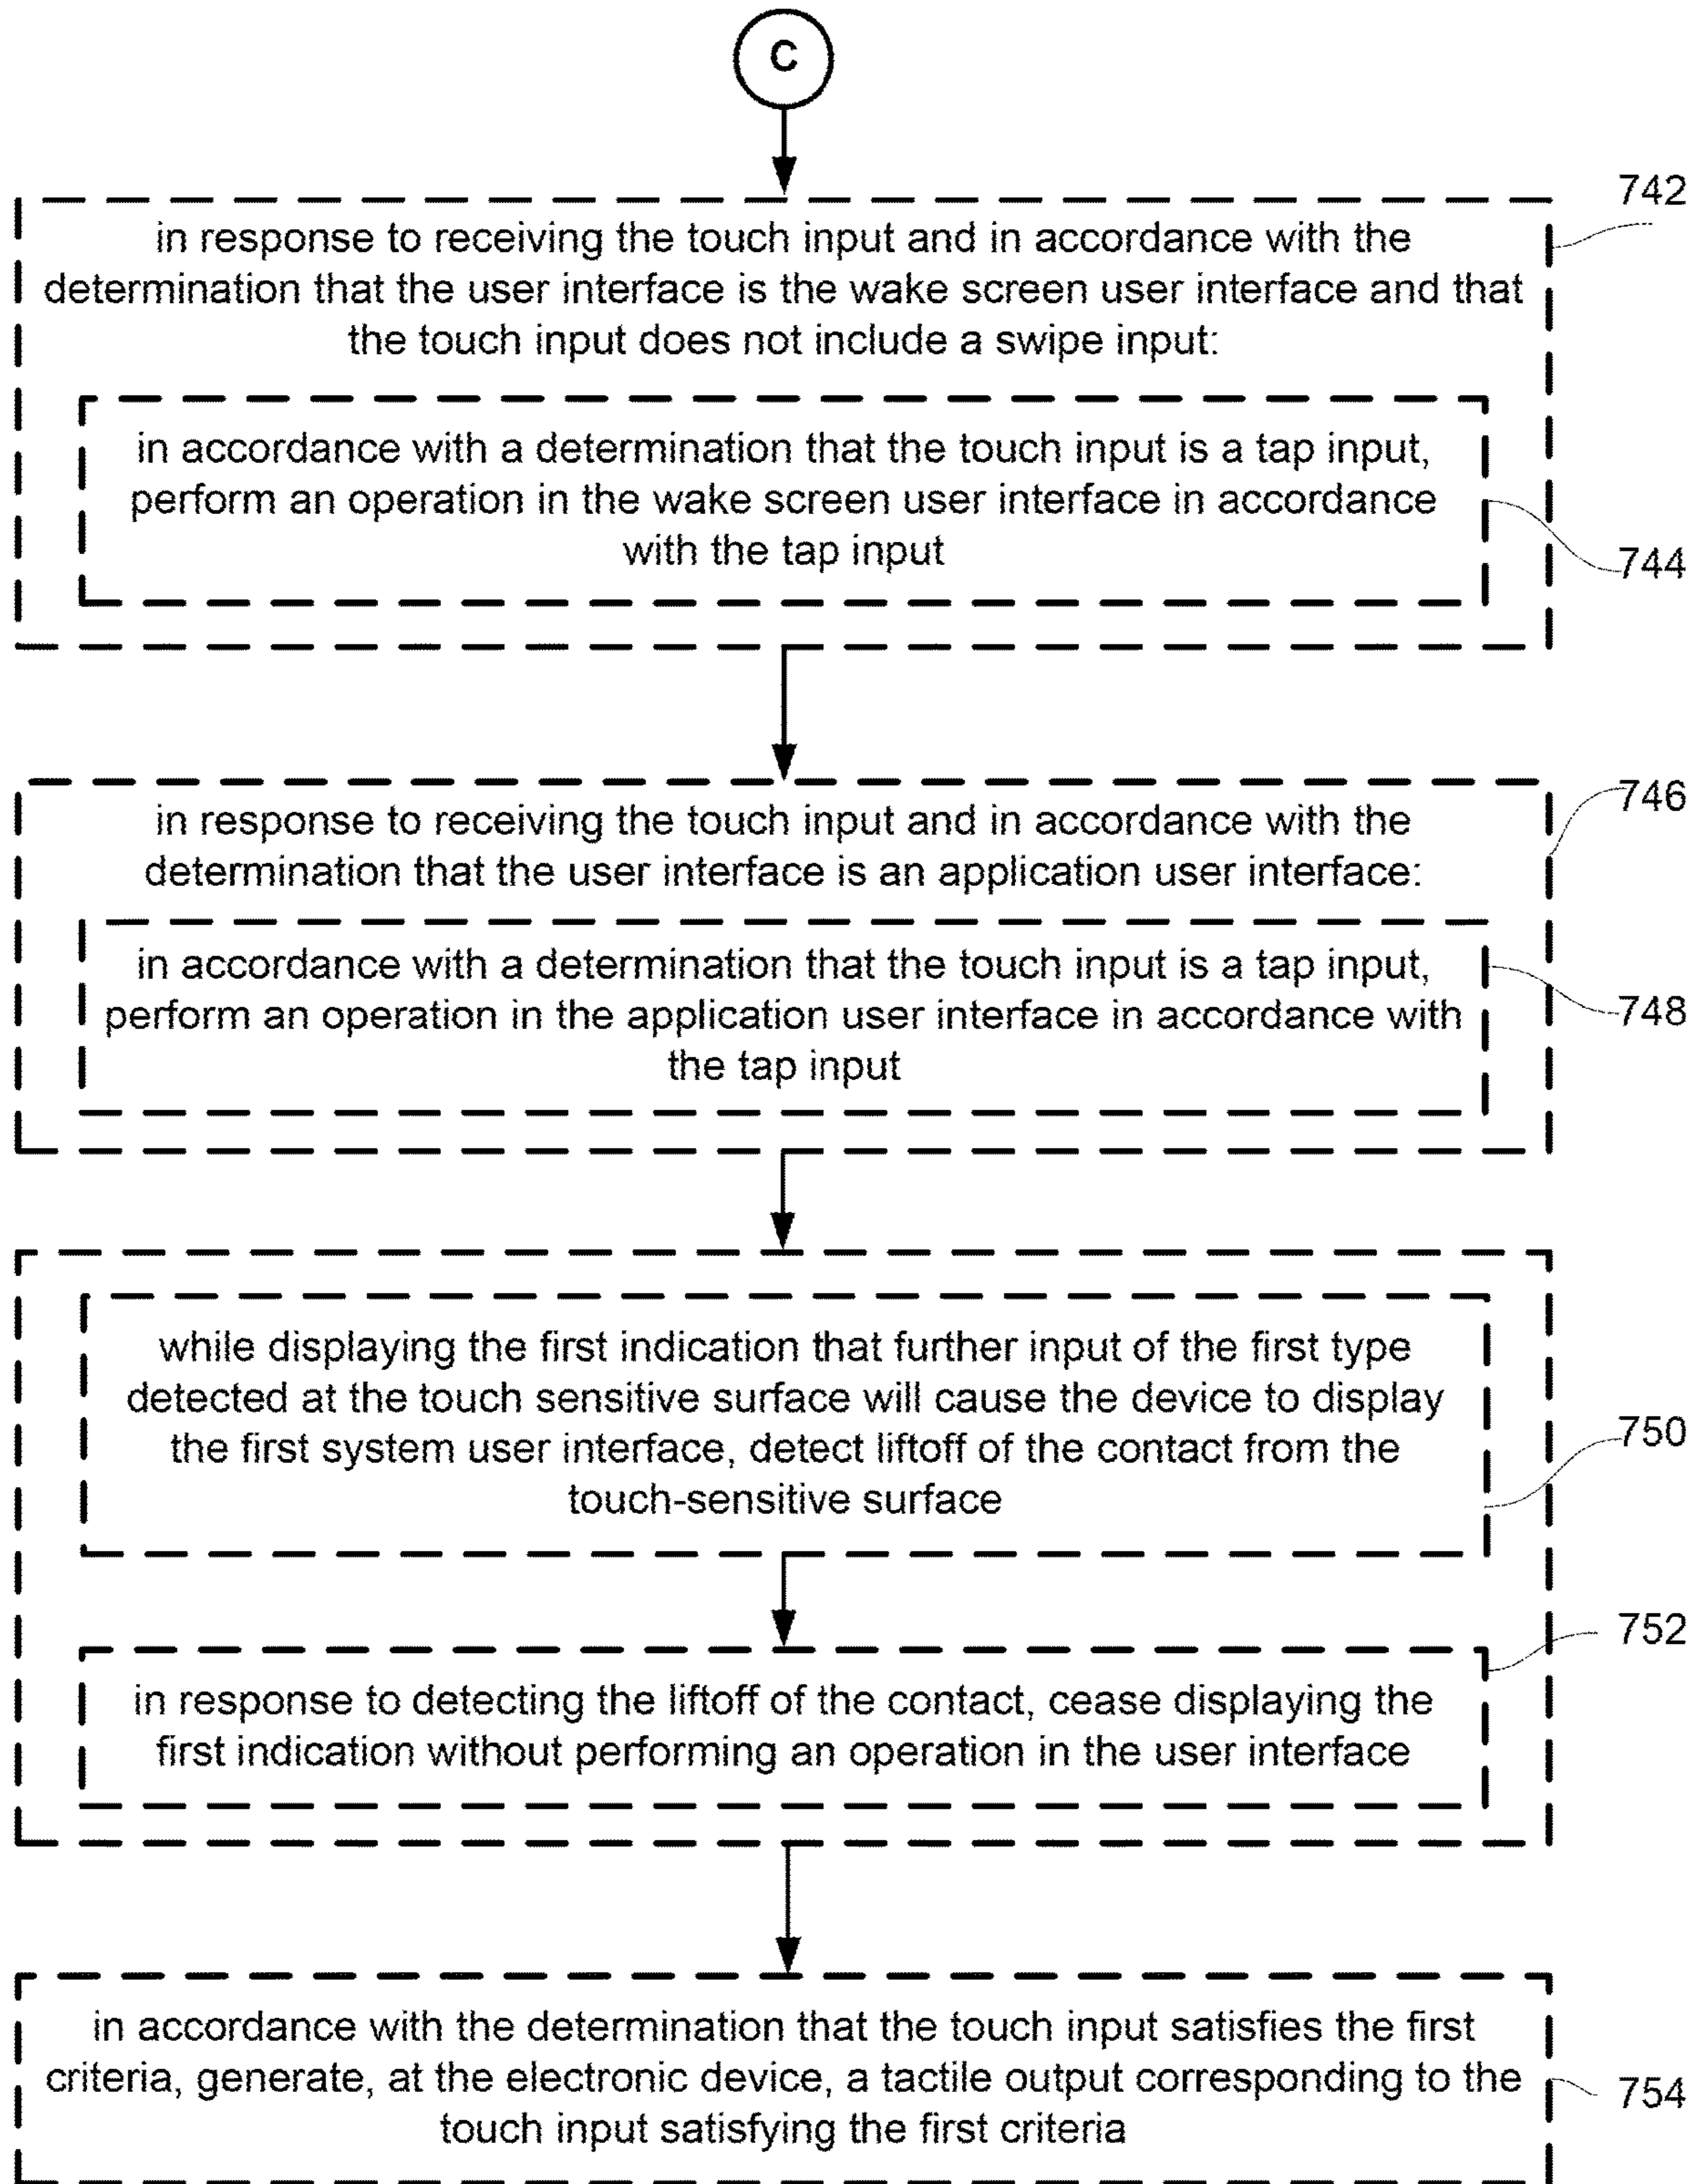 C
742
in response to receiving the touch input and in accordance with the
determination that the user interface is the wake screen user interface and that
the touch input does not include a swipe input:
in accordance with a determination that the touch input is a tap input,
perform an operation in the wake screen user interface in accordance
with the tap input
744
746
in response to receiving the touch input and in accordance with the
determination that the user interface is an application user interface:
in accordance with a determination that the touch input is a tap input,
perform an operation in the application user interface in accordance with
the tap input
748
while displaying the first indication that further input of the first type
detected at the touch sensitive surface will cause the device to display
the first system user interface, detect liftoff of the contact from the
touch-sensitive surface
750
752
in response to detecting the liftoff of the contact, cease displaying the
first indication without performing an operation in the user interface
in accordance with the determination that the touch input satisfies the first
criteria, generate, at the electronic device, a tactile output corresponding to the
touch input satisfying the first criteria
754